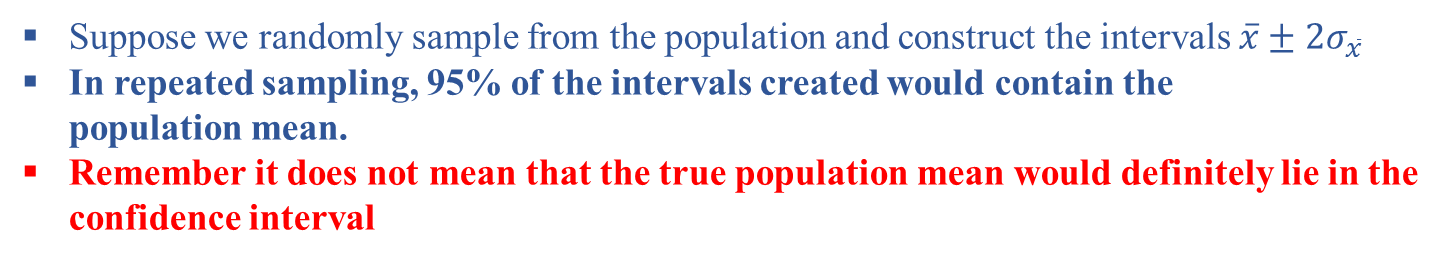 ▪ Suppose we randomly sample from the population and construct the intervals x̄ ± 2σx̄
▪ In repeated sampling, 95% of the intervals created would contain the
population mean.
▪ Remember it does not mean that the true population mean would definitely lie in the
confidence interval